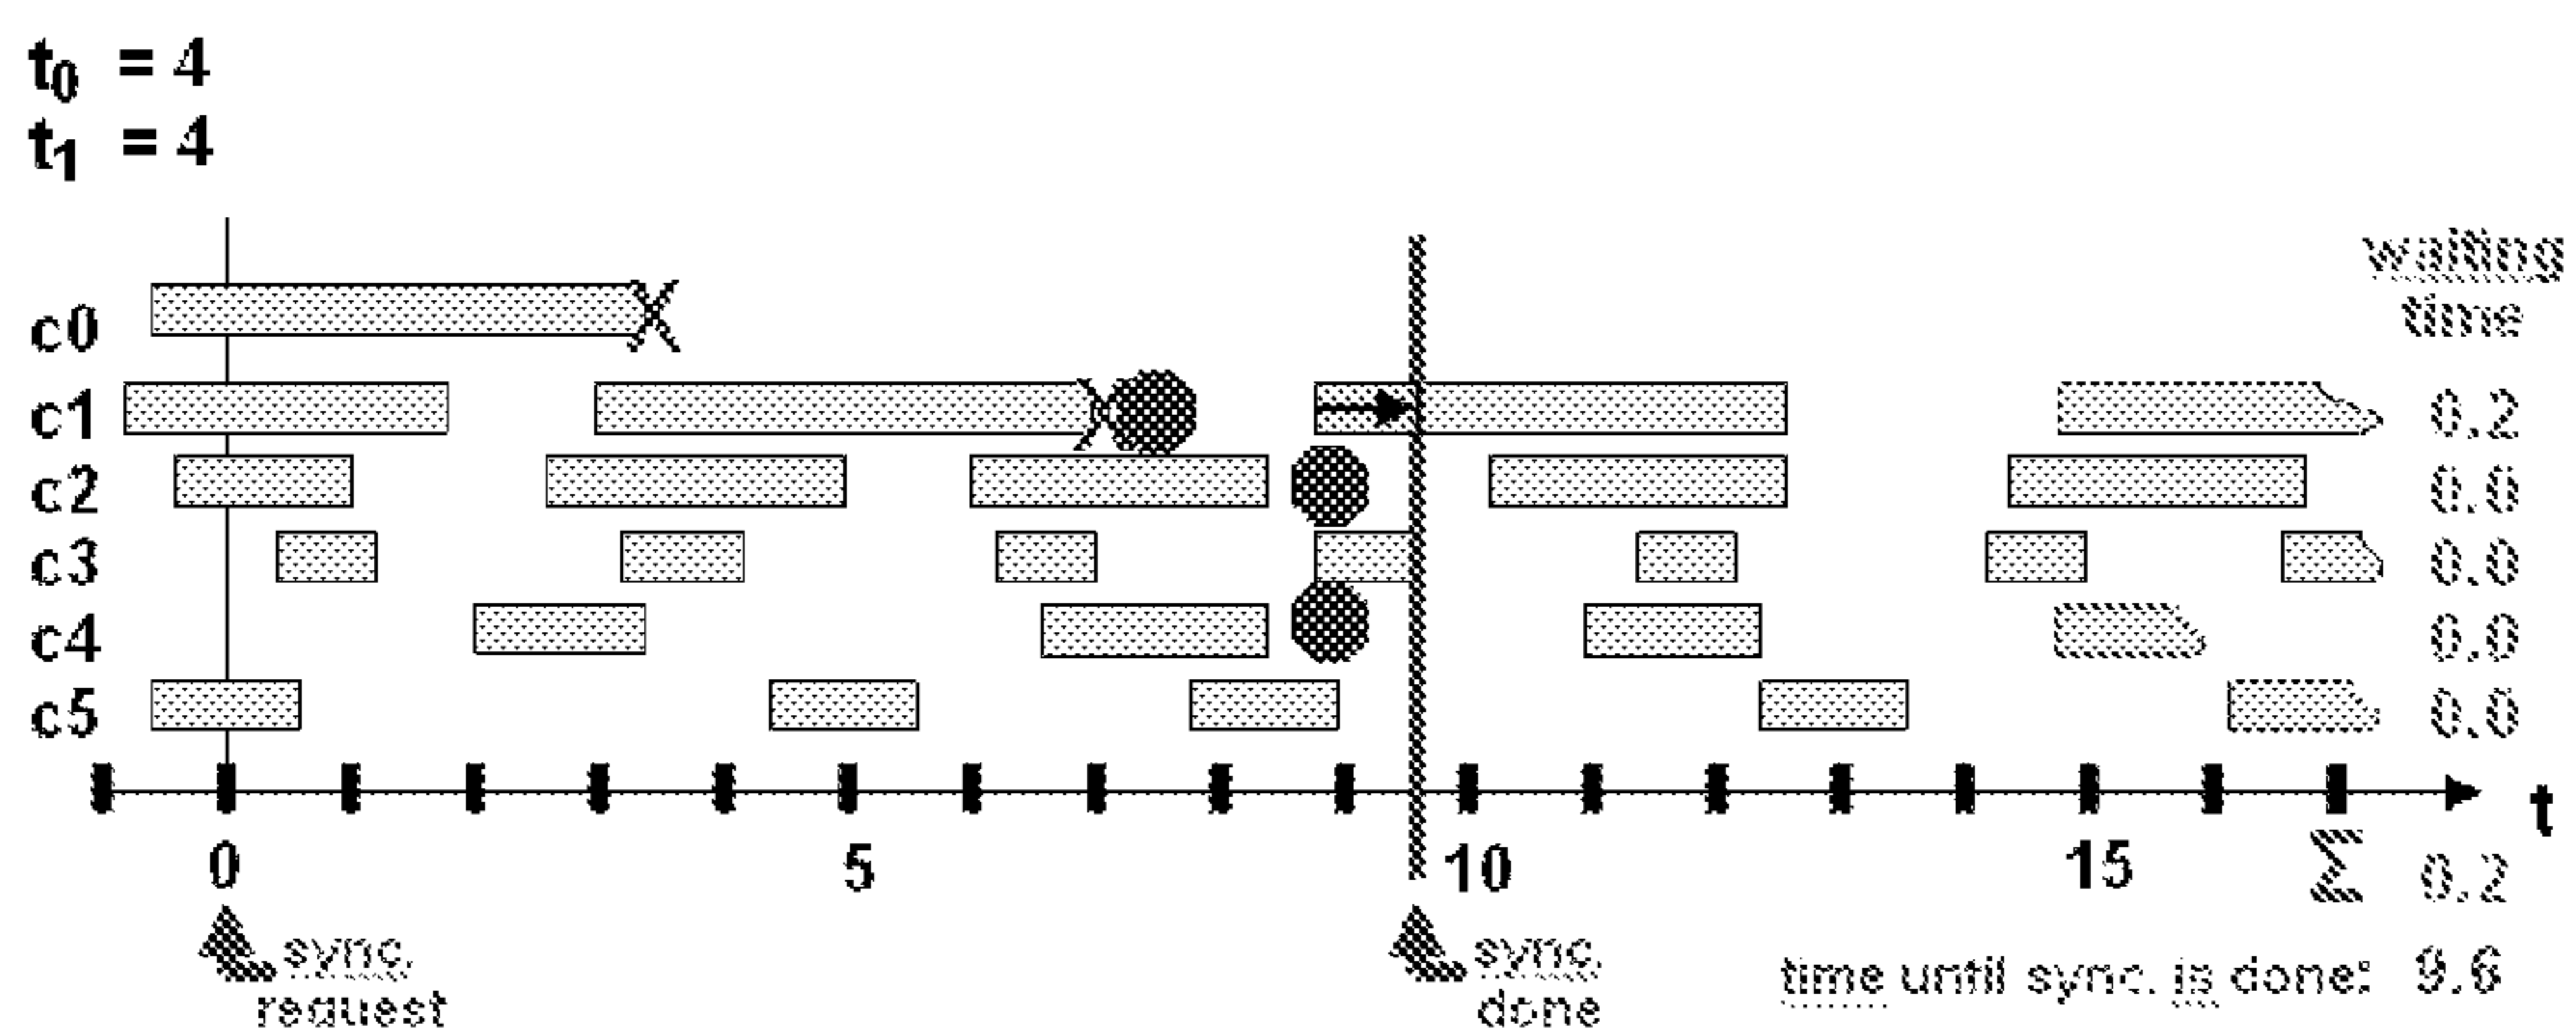 t0 = 4
t1 = 4
waiting
time
c0
c1 0.2
c2 0.0
c3 0.0
c4 0.0
c5 0.0
t
0 5 10 15 Σ 0.2
sync. request
sync. done
time until sync. is done: 9.6